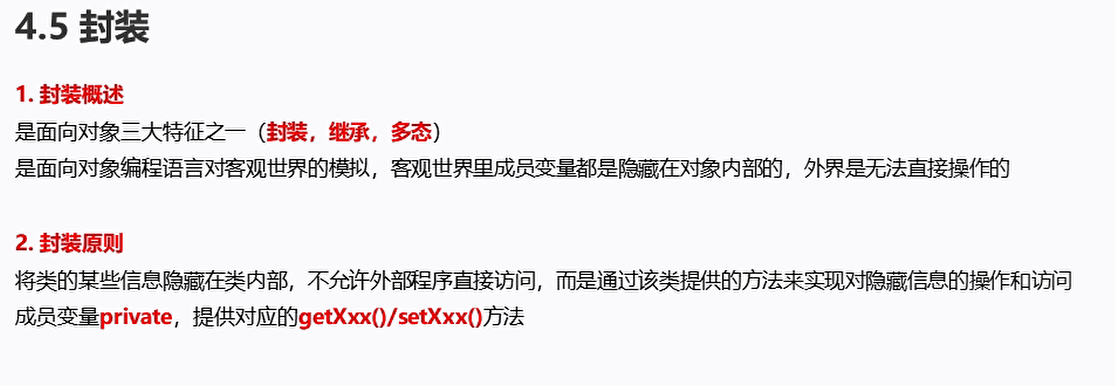 4.5 封装
1. 封装概述
是面向对象三大特征之一（封装，继承，多态）
是面向对象编程语言对客观世界的模拟，客观世界里成员变量都是隐藏在对象内部的，外界是无法直接操作的
2. 封装原则
将类的某些信息隐藏在类内部，不允许外部程序直接访问，而是通过该类提供的方法来实现对隐藏信息的操作和访问
成员变量private，提供对应的getXxx()/setXxx()方法